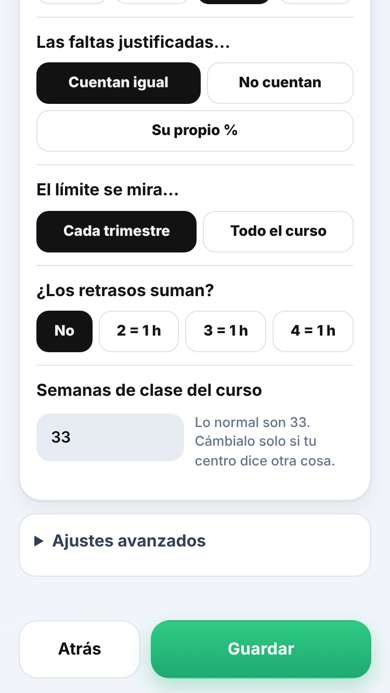 Las faltas justificadas...
Cuentan igual
No cuentan
Su propio %
El límite se mira...
Cada trimestre
Todo el curso
¿Los retrasos suman?
No
2 = 1 h
3 = 1 h
4 = 1 h
Semanas de clase del curso
33
Lo normal son 33.
Cámbialo solo si tu
centro dice otra cosa.
Ajustes avanzados
Atrás
Guardar